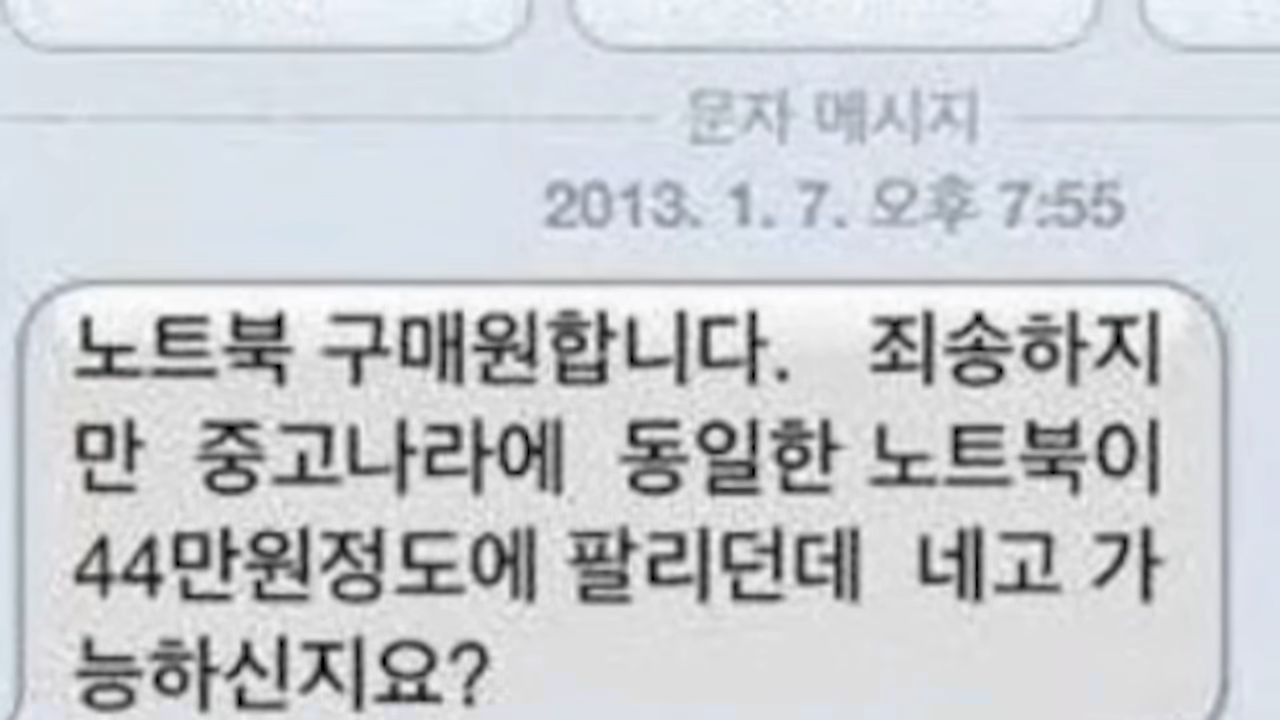 문자 메시지
2013. 1. 7. 오후 7:55
노트북 구매원합니다. 죄송하지
만 중고나라에 동일한 노트북이
44만원정도에 팔리던데 네고 가
능하신지요?